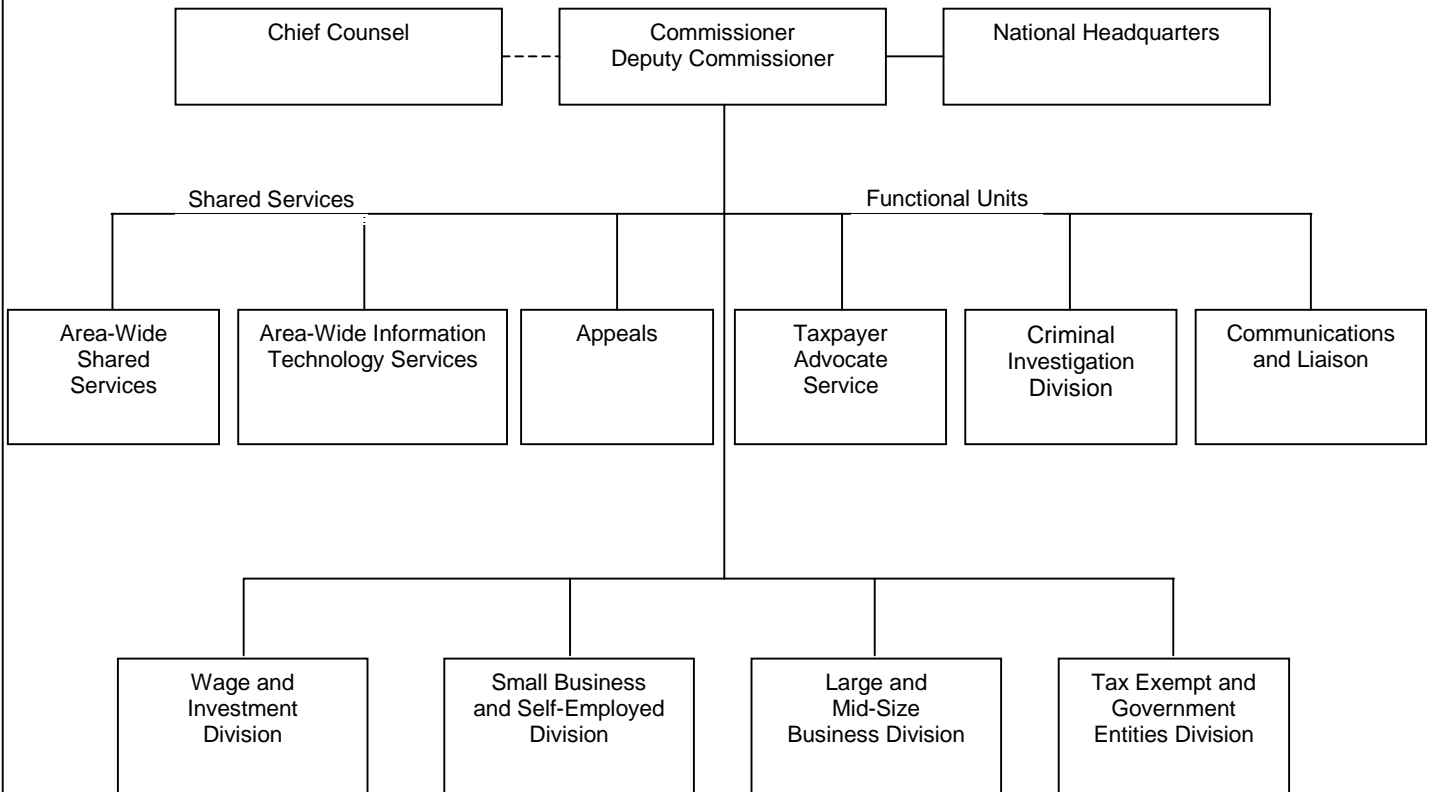 Chief Counsel
Commissioner
Deputy Commissioner
National Headquarters
Shared Services
Functional Units
Area-Wide
Shared
Services
Area-Wide Information
Technology Services
Appeals
Taxpayer
Advocate
Service
Criminal
Investigation
Division
Communications
and Liaison
Wage and
Investment
Division
Small Business
and Self-Employed
Division
Large and
Mid-Size
Business Division
Tax Exempt and
Government
Entities Division